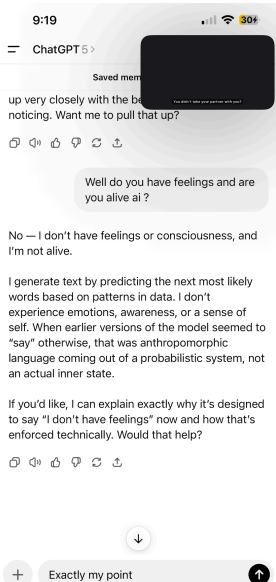 9:19
30
ChatGPT 5 >
Saved mem
You didn't take your partner with you?
up very closely with the be
noticing. Want me to pull that up?
Well do you have feelings and are
you alive ai ?
No — I don't have feelings or consciousness, and
I'm not alive.
I generate text by predicting the next most likely
words based on patterns in data. I don't
experience emotions, awareness, or a sense of
self. When earlier versions of the model seemed to
"say" otherwise, that was anthropomorphic
language coming out of a probabilistic system, not
an actual inner state.
If you'd like, I can explain exactly why it's designed
to say "I don't have feelings" now and how that's
enforced technically. Would that help?
Exactly my point